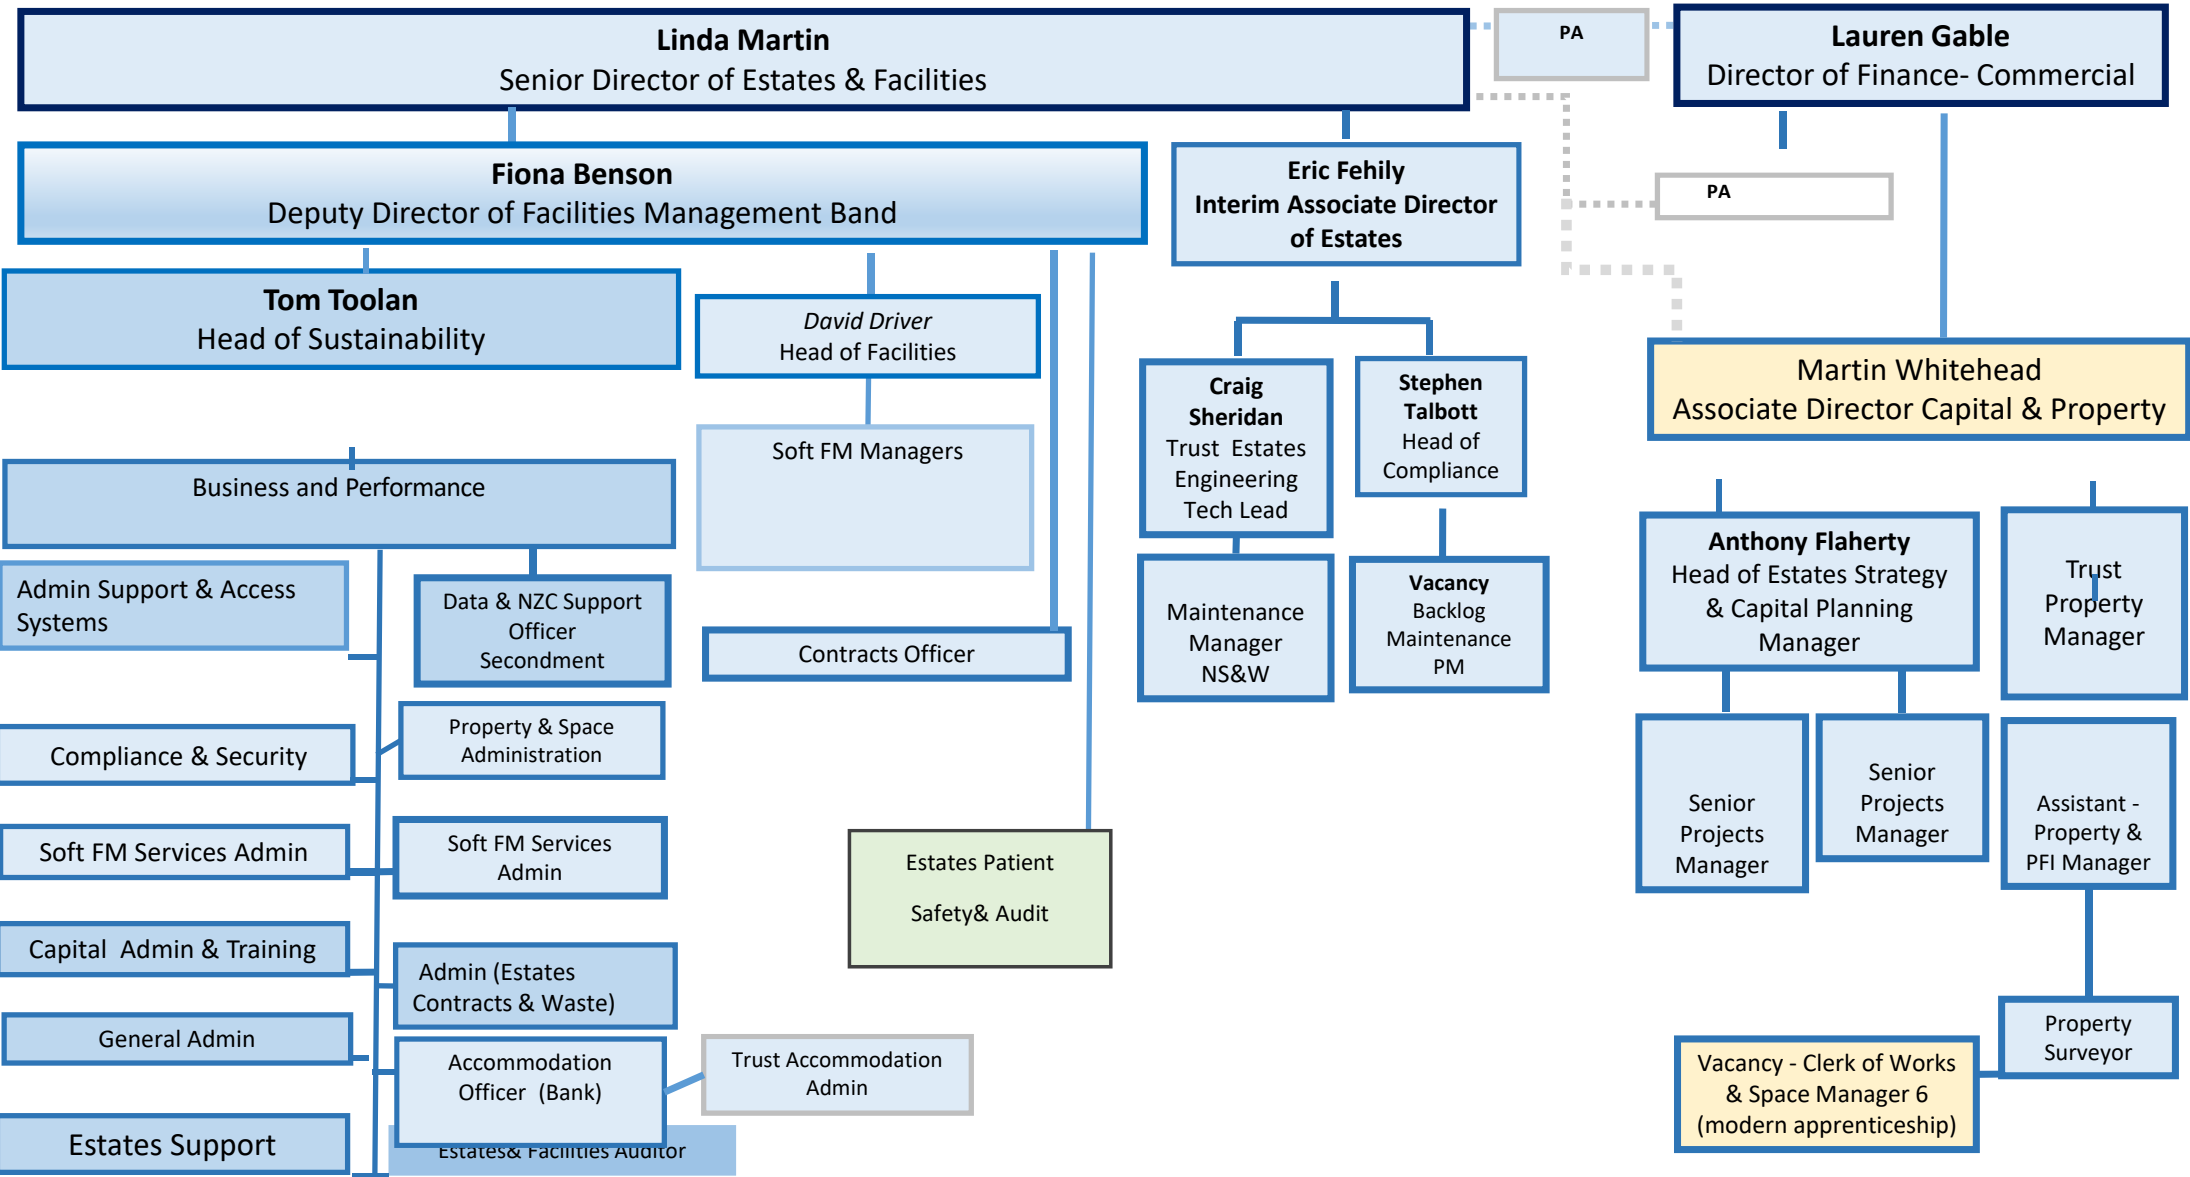 Linda Martin
Senior Director of Estates & Facilities
PA
Lauren Gable
Director of Finance- Commercial
Fiona Benson
Deputy Director of Facilities Management Band
Eric Fehily
Interim Associate Director
of Estates
PA
Tom Toolan
Head of Sustainability
David Driver
Head of Facilities
Craig
Sheridan
Trust  Estates
Engineering
Tech Lead
Stephen
Talbott
Head of
Compliance
Martin Whitehead
Associate Director Capital & Property
Soft FM Managers
Business and Performance
Admin Support & Access
Systems
Data & NZC Support
Officer
Secondment
Contracts Officer
Maintenance
Manager
NS&W
Vacancy
Backlog
Maintenance
PM
Anthony Flaherty
Head of Estates Strategy
& Capital Planning
Manager
Trust
Property
Manager
Compliance & Security
Property & Space
Administration
Senior
Projects
Manager
Senior
Projects
Manager
Assistant -
Property &
PFI Manager
Soft FM Services Admin
Soft FM Services
Admin
Estates Patient
Safety& Audit
Capital  Admin & Training
Admin (Estates
Contracts & Waste)
General Admin
Accommodation
Officer  (Bank)
Trust Accommodation
Admin
Property
Surveyor
Vacancy - Clerk of Works
& Space Manager 6
(modern apprenticeship)
Estates Support
Estates& Facilities Auditor